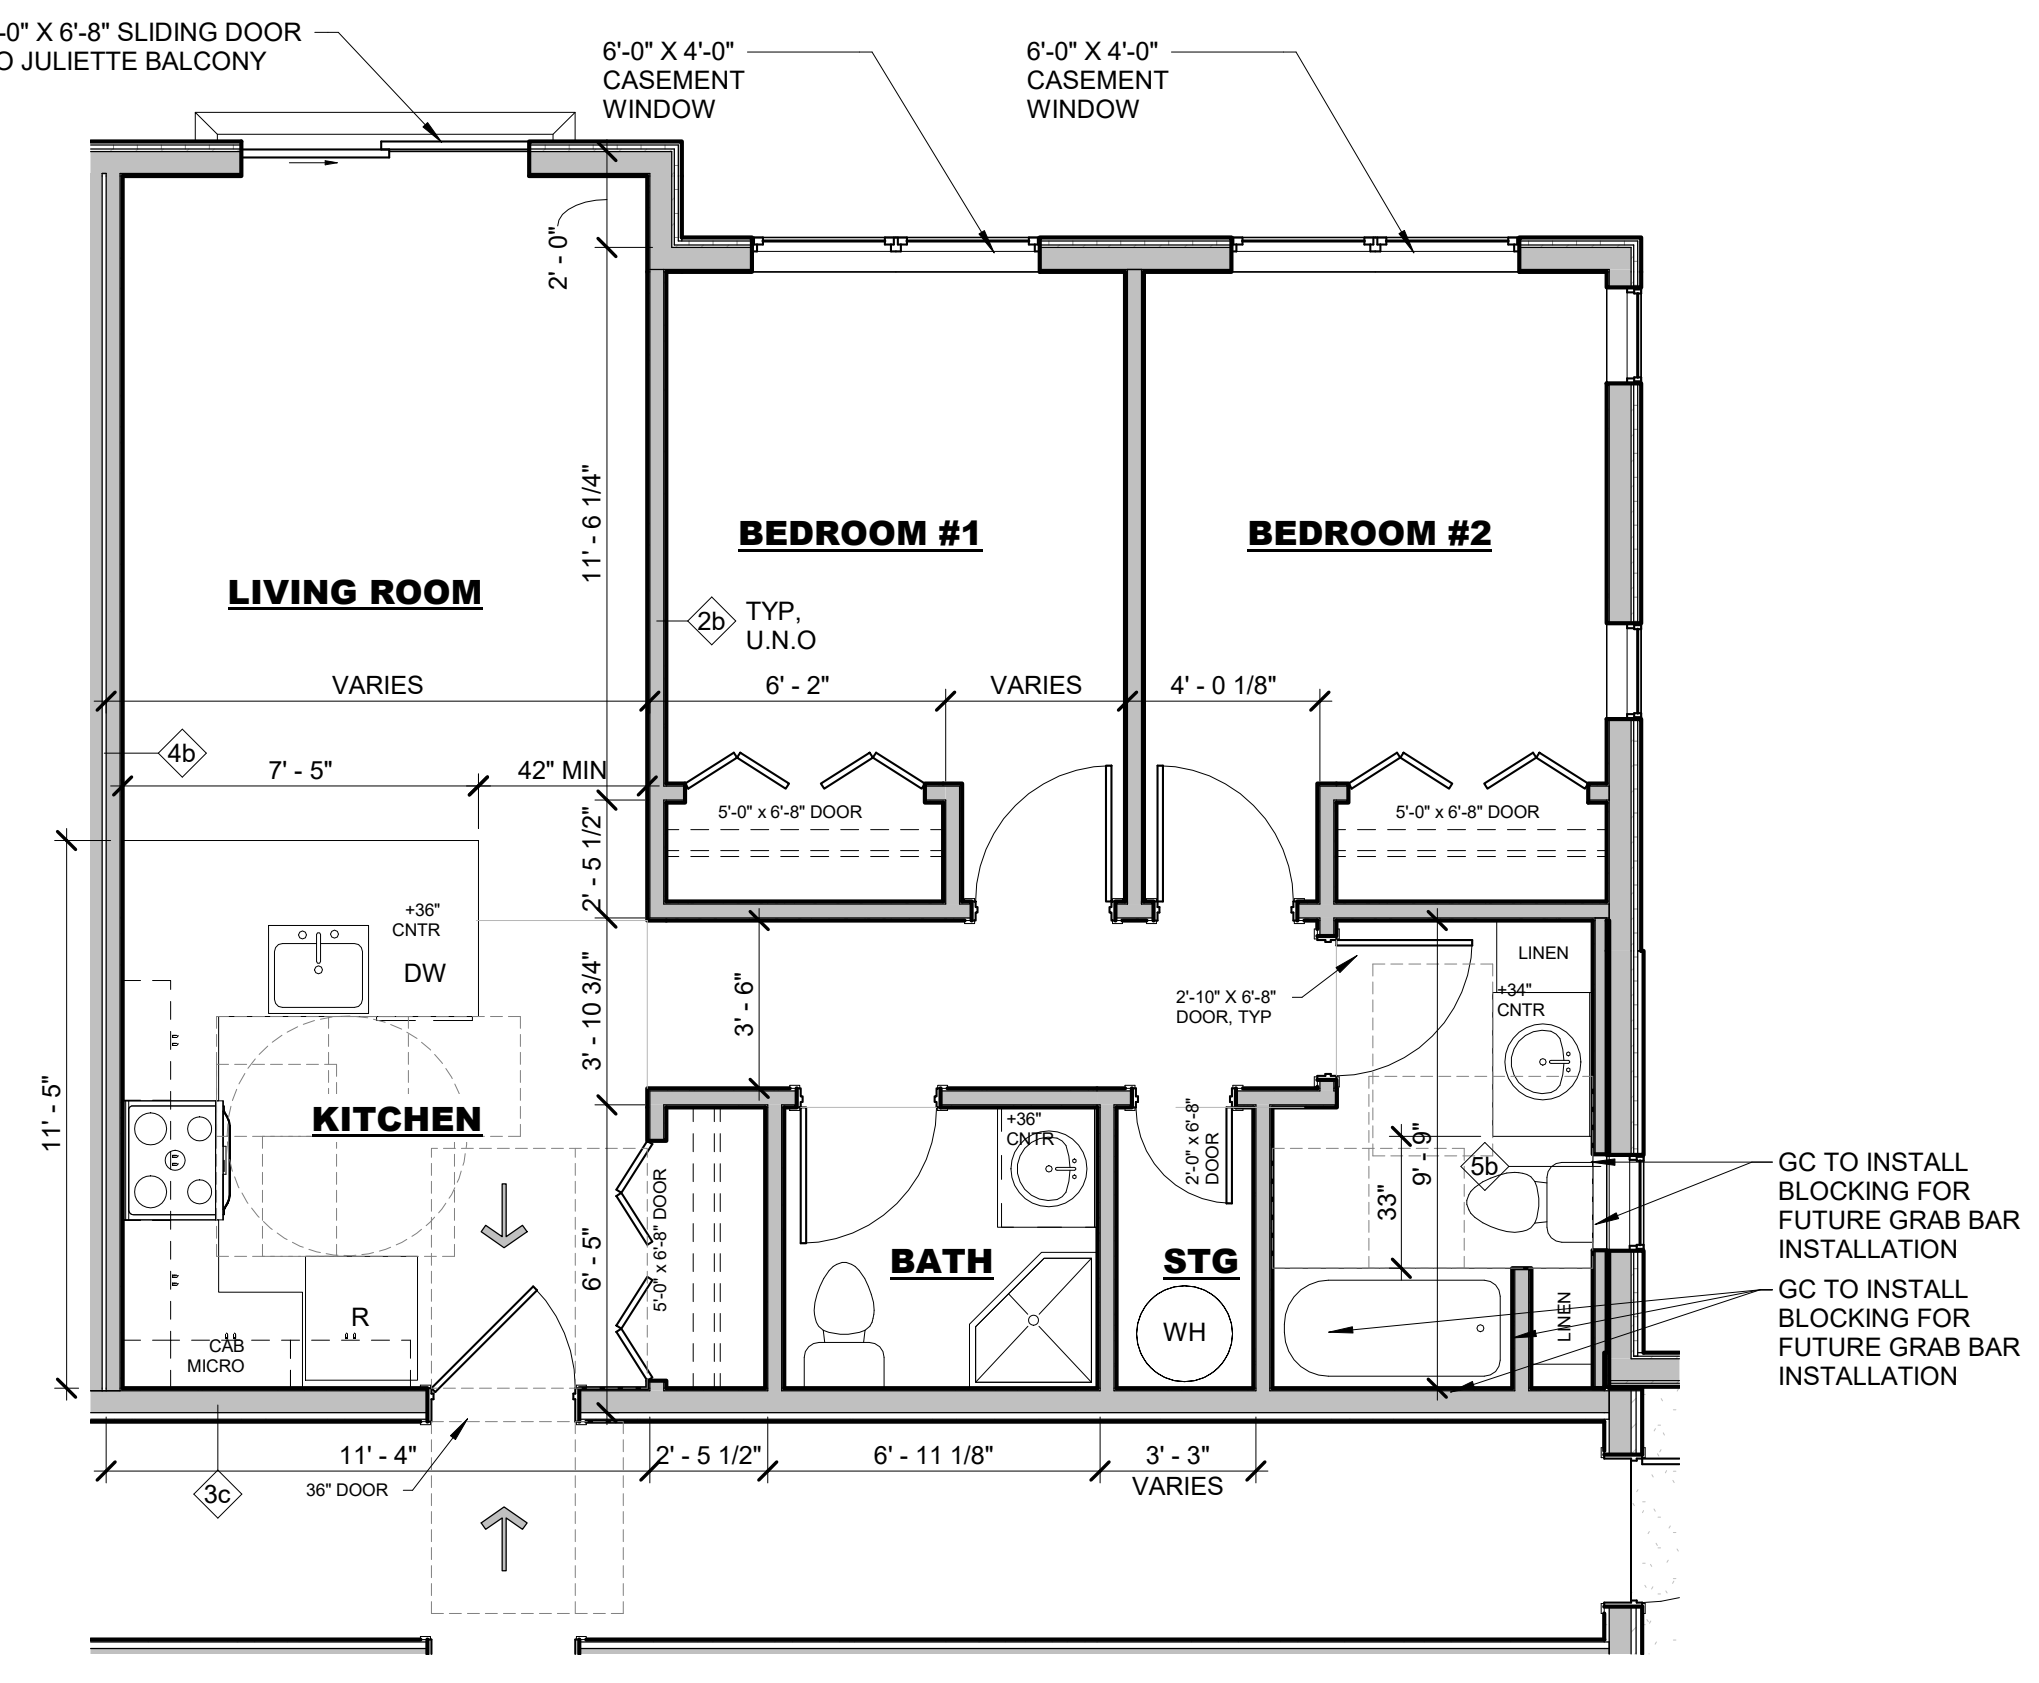 -0" X 6'-8" SLIDING DOOR
O JULIETTE BALCONY
6'-0" X 4'-0"
CASEMENT
WINDOW
6'-0" X 4'-0"
CASEMENT
WINDOW
2' - 0"
11' - 6 1/4"
BEDROOM #1
BEDROOM #2
LIVING ROOM
2b
TYP,
U.N.O
VARIES
6' - 2"
VARIES
4' - 0 1/8"
4b
7' - 5"
42" MIN
5'-0" x 6'-8" DOOR
5'-0" x 6'-8" DOOR
2' - 5 1/2"
+36"
CNTR
DW
3' - 10 3/4"
3' - 6"
LINEN
2'-10" X 6'-8"
DOOR, TYP
+34"
CNTR
11' - 5"
KITCHEN
+36"
CNTR
2'-0" x 6'-8"
DOOR
9' - 9"
5b
33"
GC TO INSTALL
BLOCKING FOR
FUTURE GRAB BAR
INSTALLATION
6' - 5"
5'-0" x 6'-8" DOOR
BATH
STG
GC TO INSTALL
BLOCKING FOR
FUTURE GRAB BAR
INSTALLATION
LINEN
R
WH
CAB
MICRO
11' - 4"
2' - 5 1/2"
6' - 11 1/8"
3' - 3"
VARIES
36" DOOR
3c